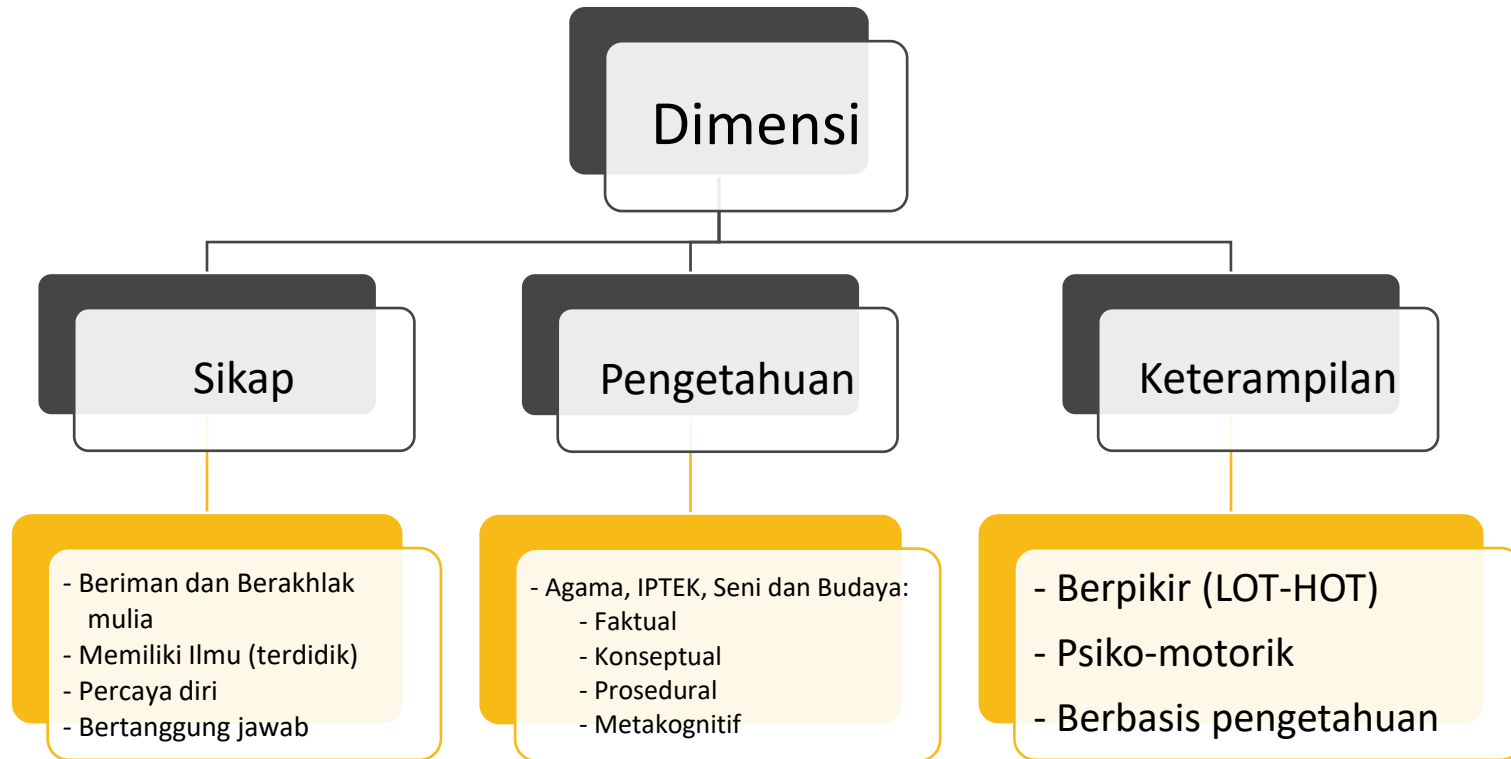 Dimensi
Sikap
Pengetahuan
Keterampilan
- Beriman dan Berakhlak
mulia
- Memiliki Ilmu (terdidik)
- Percaya diri
- Bertanggung jawab
- Agama, IPTEK, Seni dan Budaya:
- Faktual
- Konseptual
- Prosedural
- Metakognitif
- Berpikir (LOT-HOT)
- Psiko-motorik
- Berbasis pengetahuan